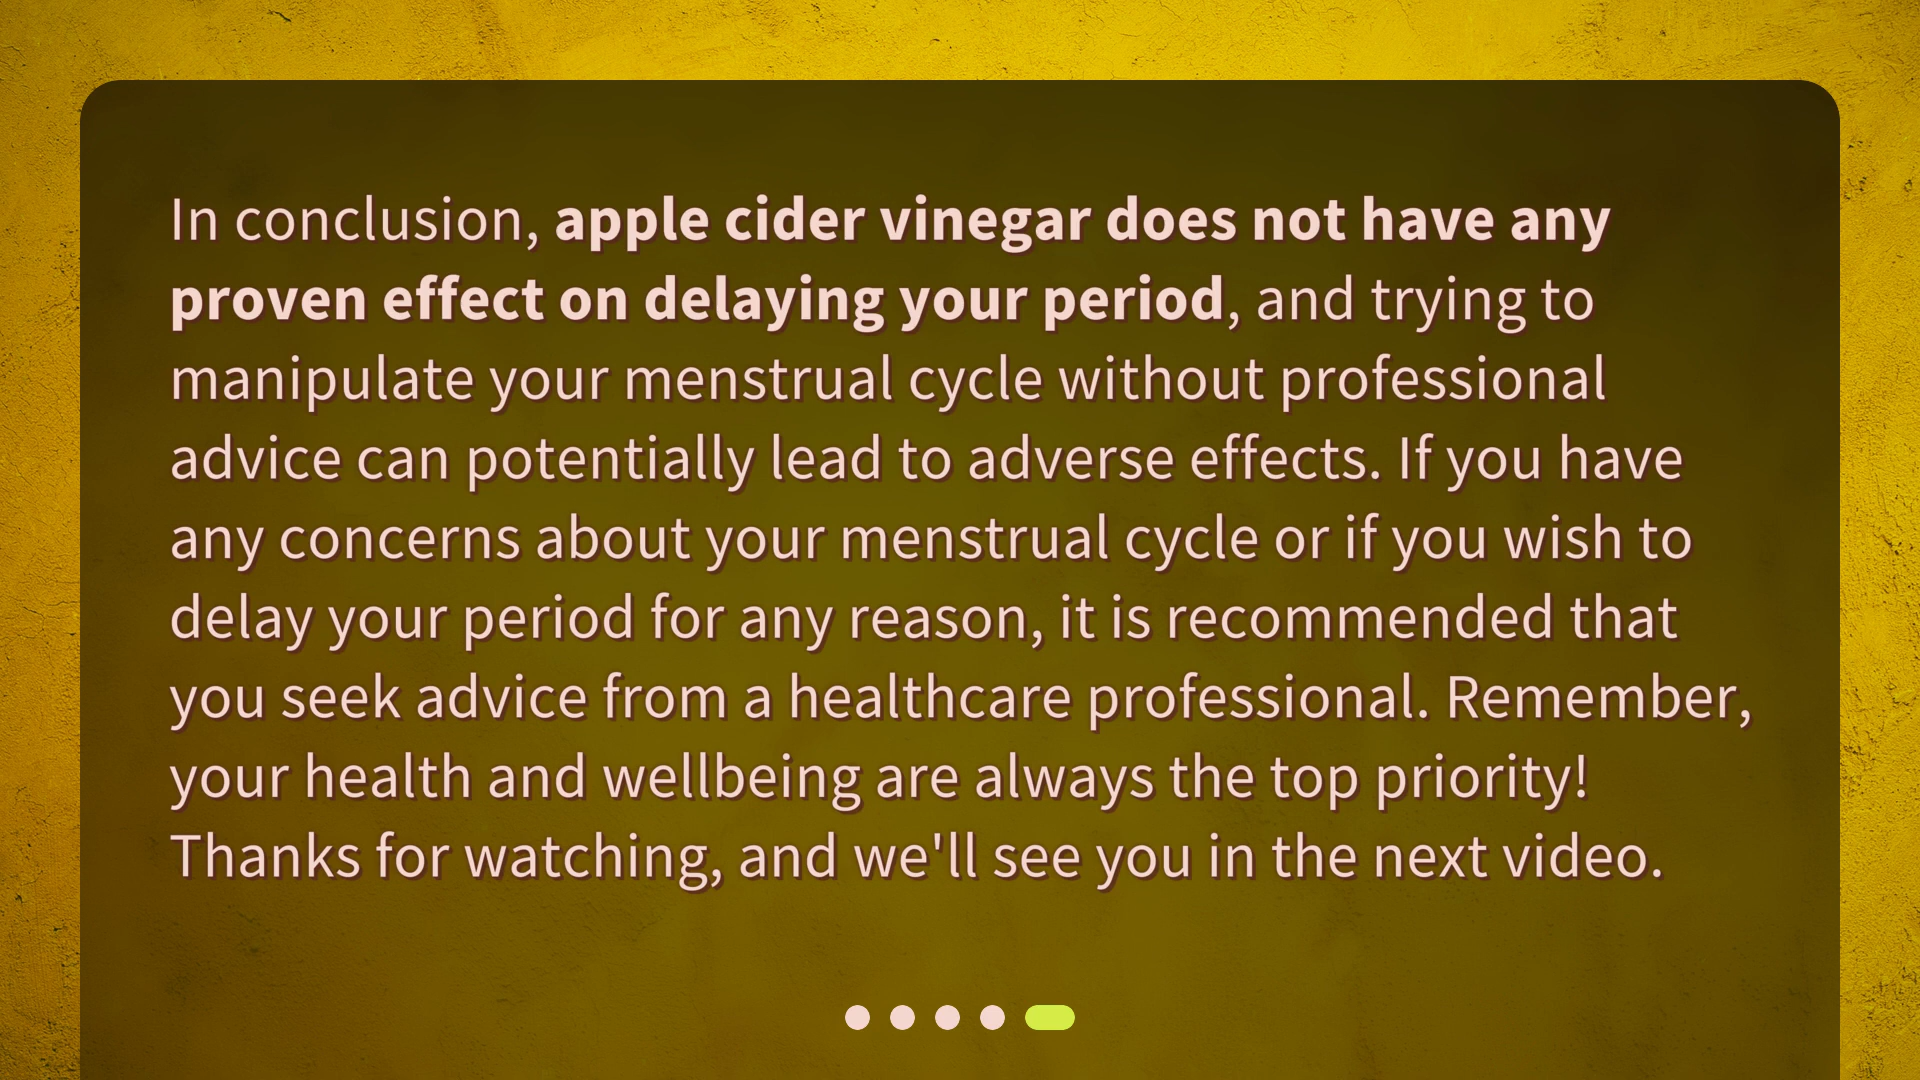 In conclusion, apple cider vinegar does not have any
proven effect on delaying your period, and trying to
manipulate your menstrual cycle without professional
advice can potentially lead to adverse effects. If you have
any concerns about your menstrual cycle or if you wish to
delay your period for any reason, it is recommended that
you seek advice from a healthcare professional. Remember,
your health and wellbeing are always the top priority!
Thanks for watching, and we'll see you in the next video.